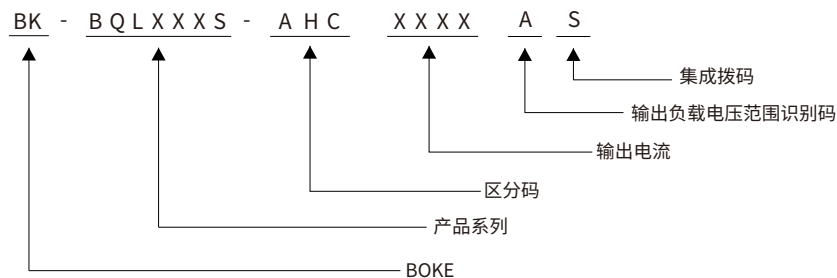 BK - BQLXXXS - AHC XXXX A S
集成拨码
输出负载电压范围识别码
输出电流
区分码
产品系列
BOKE